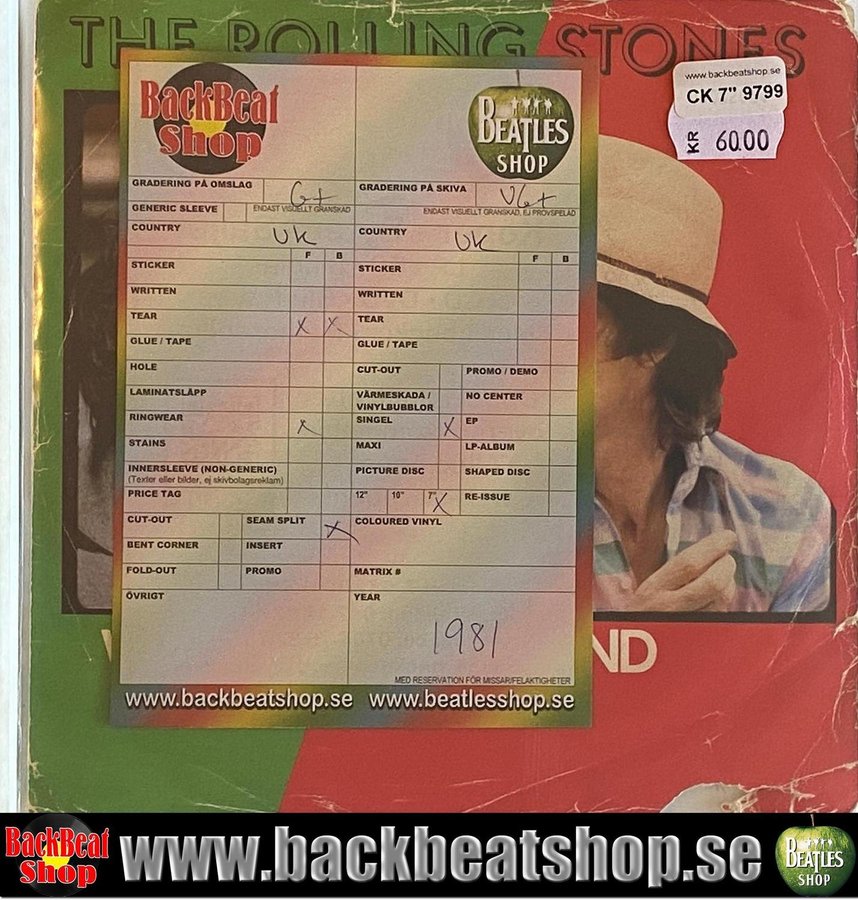 THE ROLLING STONES
www.backbeatshop.se
CK 7" 9799
KR 60.00
BackBeat Shop
BEATLES SHOP
GRADERING PÅ OMSLAG G+
ENDAST VISUELLT GRANSKAD
GENERIC SLEEVE
COUNTRY UK
F B
STICKER
WRITTEN
TEAR X X
GLUE / TAPE
HOLE
LAMINATSLÄPP
RINGWEAR X
STAINS
INNERSLEEVE (NON-GENERIC)
(Texter eller bilder, ej skivbolagsreklam)
PRICE TAG
CUT-OUT SEAM SPLIT X
BENT CORNER INSERT
FOLD-OUT PROMO
ÖVRIGT
GRADERING PÅ SKIVA VG+
ENDAST VISUELLT GRANSKAD, EJ PROVSPELAD
COUNTRY UK
F B
STICKER
WRITTEN
TEAR
GLUE / TAPE
CUT-OUT PROMO / DEMO
VÄRMESKADA / VINYLBUBBLOR NO CENTER
SINGEL X EP
MAXI LP-ALBUM
PICTURE DISC SHAPED DISC
12" 10" 7" X RE-ISSUE
COLOURED VINYL
MATRIX #
YEAR
1981
MED RESERVATION FÖR MISSAR/FELAKTIGHETER
www.backbeatshop.se www.beatlesshop.se
ND
BackBeat Shop www.backbeatshop.se BEATLES SHOP